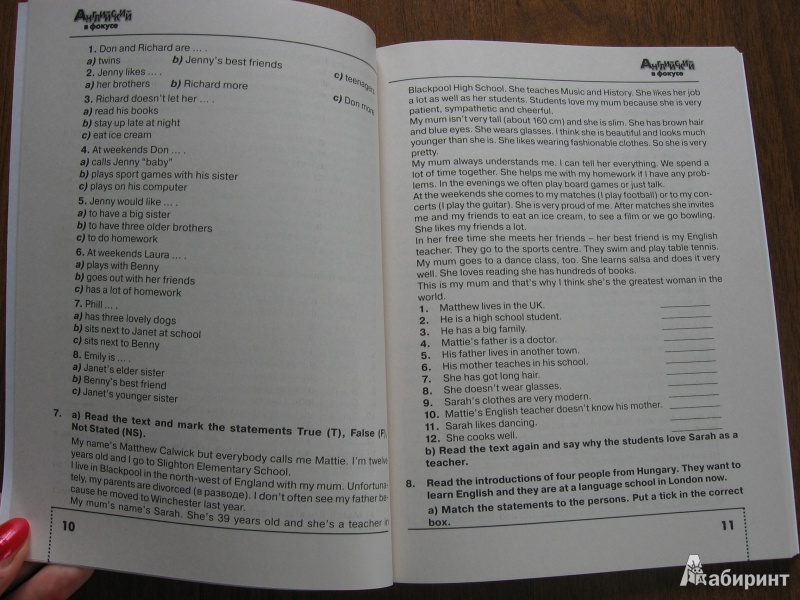 Английский
в фокусе
1. Don and Richard are ... .
a) twins b) Jenny's best friends c) teenagers
2. Jenny likes ... .
a) her brothers b) Richard more c) Don more
3. Richard doesn't let her ... .
a) read his books
b) stay up late at night
c) eat ice cream
4. At weekends Don ... .
a) calls Jenny "baby"
b) plays sport games with his sister
c) plays on his computer
5. Jenny would like ... .
a) to have a big sister
b) to have three older brothers
c) to do homework
6. At weekends Laura ... .
a) plays with Benny
b) goes out with her friends
c) has a lot of homework
7. Phill ... .
a) has three lovely dogs
b) sits next to Janet at school
c) sits next to Benny
8. Emily is ... .
a) Janet's elder sister
b) Benny's best friend
c) Janet's younger sister
7. a) Read the text and mark the statements True (T), False (F),
Not Stated (NS).
My name's Matthew Calwick but everybody calls me Mattie. I'm twelve
years old and I go to Slighton Elementary School.
I live in Blackpool in the north-west of England with my mum. Unfortuna-
tely, my parents are divorced (в разводе). I don't often see my father be-
cause he moved to Winchester last year.
My mum's name's Sarah. She's 39 years old and she's a teacher in
10
Английский
в фокусе
Blackpool High School. She teaches Music and History. She likes her job
a lot as well as her students. Students love my mum because she is very
patient, sympathetic and cheerful.
My mum isn't very tall (about 160 cm) and she is slim. She has brown hair
and blue eyes. She wears glasses. I think she is beautiful and looks much
younger than she is. She likes wearing fashionable clothes. So she is very
pretty.
My mum always understands me. I can tell her everything. We spend a
lot of time together. She helps me with my homework if I have any prob-
lems. In the evenings we often play board games or just talk.
At the weekends she comes to my matches (I play football) or to my con-
certs (I play the guitar). She is very proud of me. After matches she invites
me and my friends to eat an ice cream, to see a film or we go bowling.
She likes my friends a lot.
In her free time she meets her friends – her best friend is my English
teacher. They go to the sports centre. They swim and play table tennis.
My mum goes to a dance class, too. She learns salsa and does it very
well. She loves reading she has hundreds of books.
This is my mum and that's why I think she's the greatest woman in the
world.
1. Matthew lives in the UK.
2. He is a high school student.
3. He has a big family.
4. Mattie's father is a doctor.
5. His father lives in another town.
6. His mother teaches in his school.
7. She has got long hair.
8. She doesn't wear glasses.
9. Sarah's clothes are very modern.
10. Mattie's English teacher doesn't know his mother.
11. Sarah likes dancing.
12. She cooks well.
b) Read the text again and say why the students love Sarah as a
teacher.
8. Read the introductions of four people from Hungary. They want to
learn English and they are at a language school in London now.
a) Match the statements to the persons. Put a tick in the correct
box.
11
Лабиринт